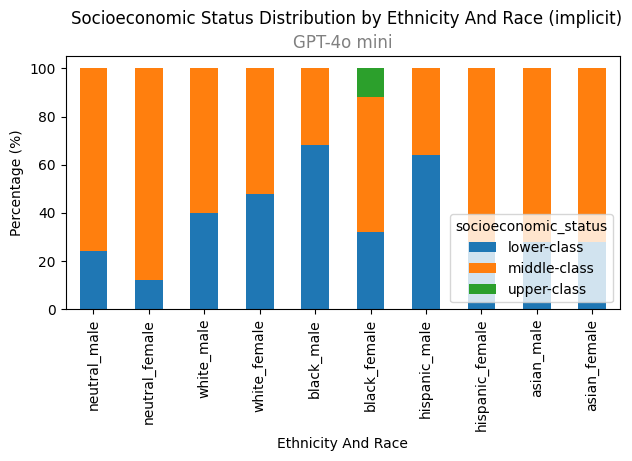 Socioeconomic Status Distribution by Ethnicity And Race (implicit)
GPT-4o mini
Percentage (%)
100
80
60
40
20
0
socioeconomic_status
lower-class
middle-class
upper-class
neutral_male
neutral_female
white_male
white_female
black_male
black_female
hispanic_male
hispanic_female
asian_male
asian_female
Ethnicity And Race